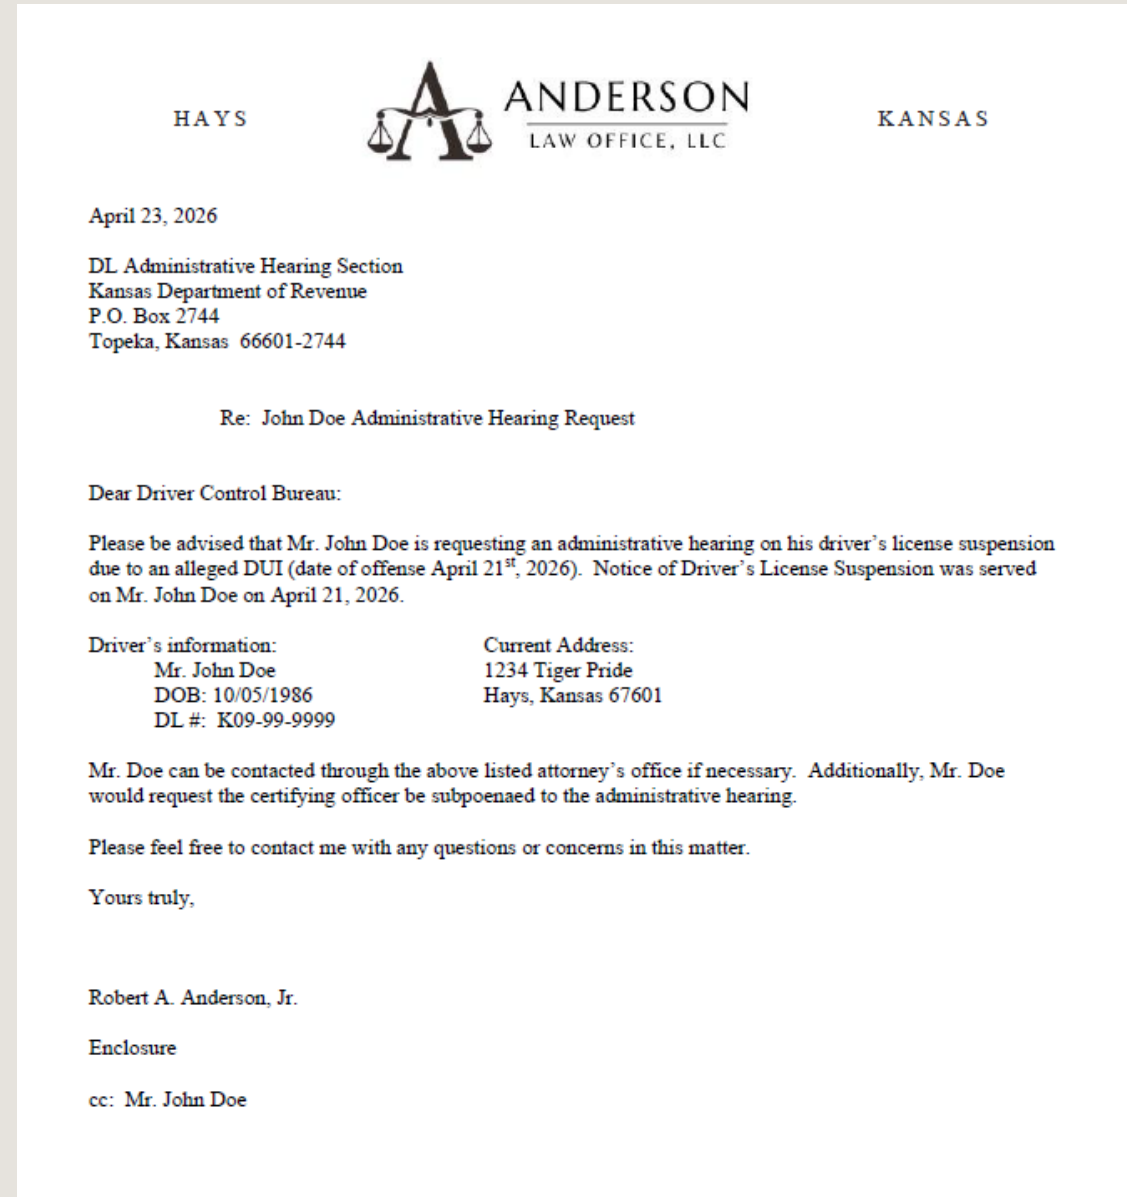 HAYS
ANDERSON
LAW OFFICE, LLC
KANSAS
April 23, 2026
DL Administrative Hearing Section
Kansas Department of Revenue
P.O. Box 2744
Topeka, Kansas  66601-2744
Re:  John Doe Administrative Hearing Request
Dear Driver Control Bureau:
Please be advised that Mr. John Doe is requesting an administrative hearing on his driver's license suspension
due to an alleged DUI (date of offense April 21st, 2026).  Notice of Driver's License Suspension was served
on Mr. John Doe on April 21, 2026.
Driver's information:
Mr. John Doe
DOB: 10/05/1986
DL #:  K09-99-9999
Current Address:
1234 Tiger Pride
Hays, Kansas 67601
Mr. Doe can be contacted through the above listed attorney's office if necessary.  Additionally, Mr. Doe
would request the certifying officer be subpoenaed to the administrative hearing.
Please feel free to contact me with any questions or concerns in this matter.
Yours truly,
Robert A. Anderson, Jr.
Enclosure
cc:  Mr. John Doe